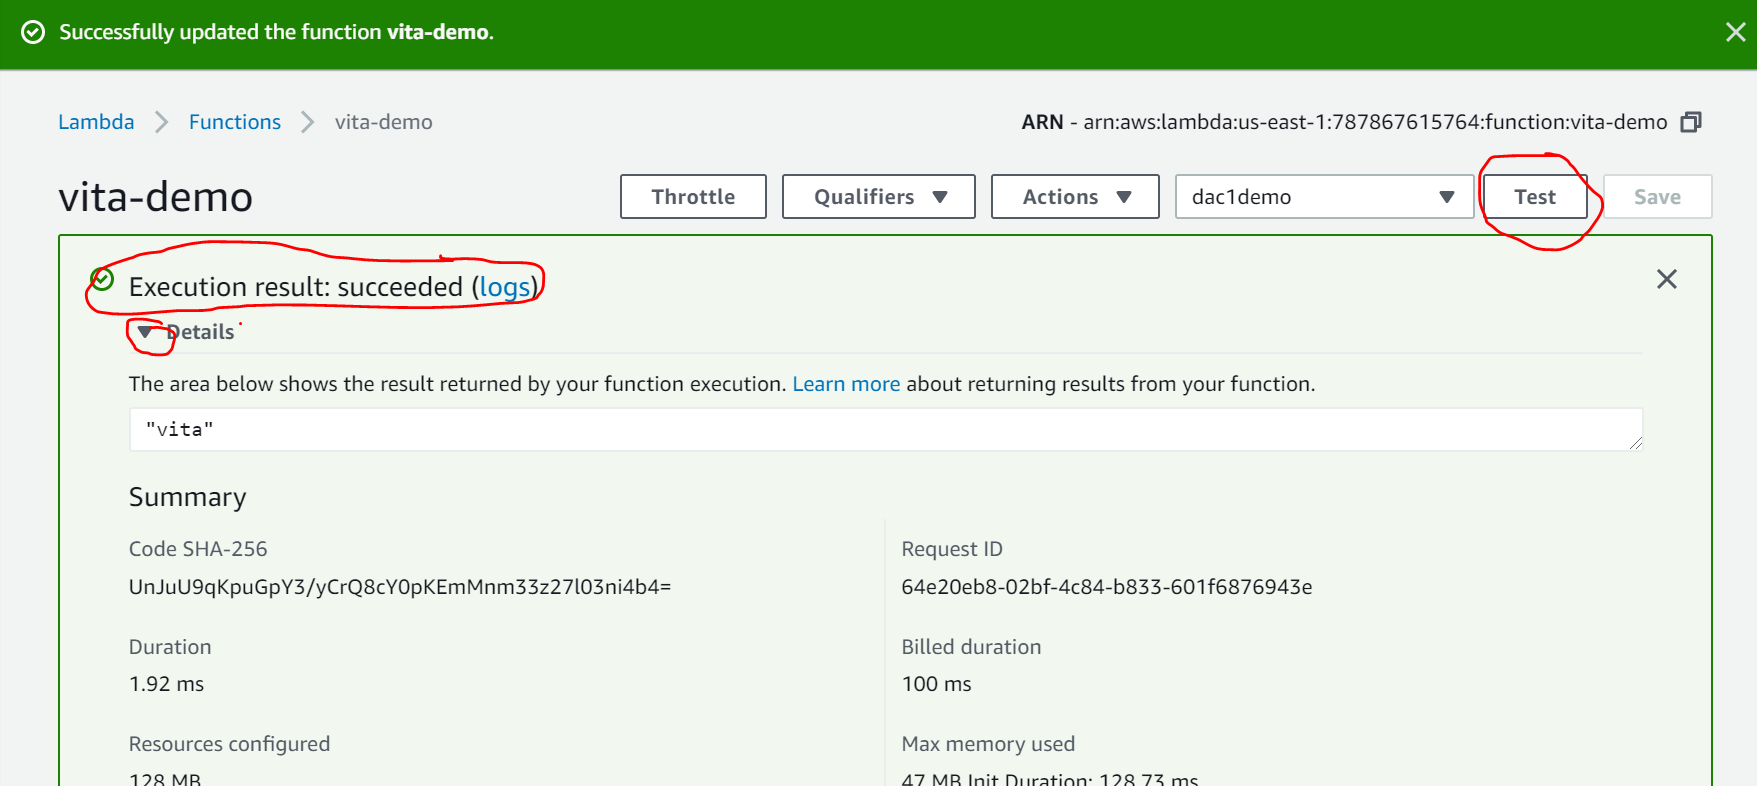 Successfully updated the function vita-demo.
Lambda Functions vita-demo
ARN - arn:aws:lambda:us-east-1:787867615764:function:vita-demo
vita-demo
Throttle Qualifiers Actions dac1demo Test Save
Execution result: succeeded (logs)
Details
The area below shows the result returned by your function execution. Learn more about returning results from your function.
"vita"
Summary
Code SHA-256
UnJuU9qKpuGpY3/yCrQ8cY0pKEmMnm33z27l03ni4b4=
Request ID
64e20eb8-02bf-4c84-b833-601f6876943e
Duration
1.92 ms
Billed duration
100 ms
Resources configured
128 MB
Max memory used
47 MB Init Duration: 128.73 ms